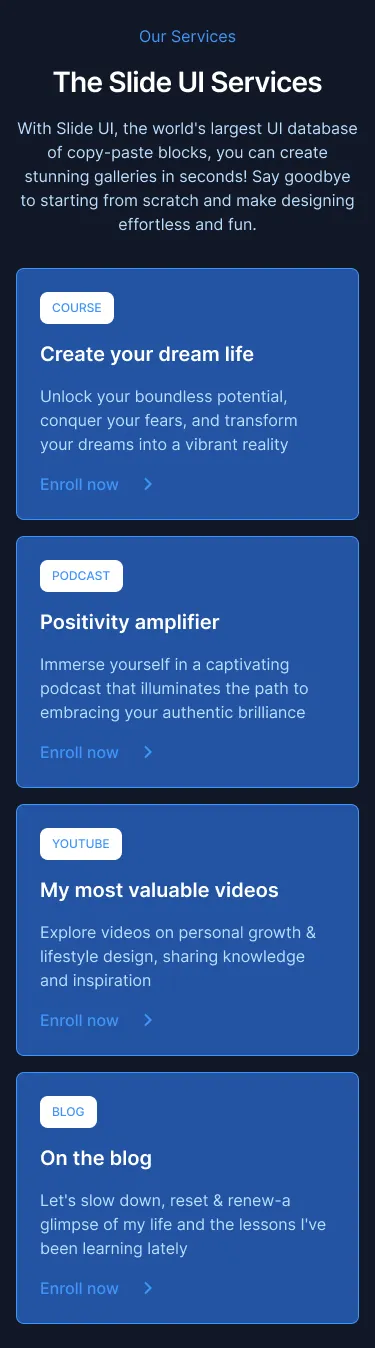 Our Services
The Slide UI Services
With Slide UI, the world's largest UI database
of copy-paste blocks, you can create
stunning galleries in seconds! Say goodbye
to starting from scratch and make designing
effortless and fun.
COURSE
Create your dream life
Unlock your boundless potential,
conquer your fears, and transform
your dreams into a vibrant reality
Enroll now
PODCAST
Positivity amplifier
Immerse yourself in a captivating
podcast that illuminates the path to
embracing your authentic brilliance
Enroll now
YOUTUBE
My most valuable videos
Explore videos on personal growth &
lifestyle design, sharing knowledge
and inspiration
Enroll now
BLOG
On the blog
Let's slow down, reset & renew-a
glimpse of my life and the lessons I've
been learning lately
Enroll now